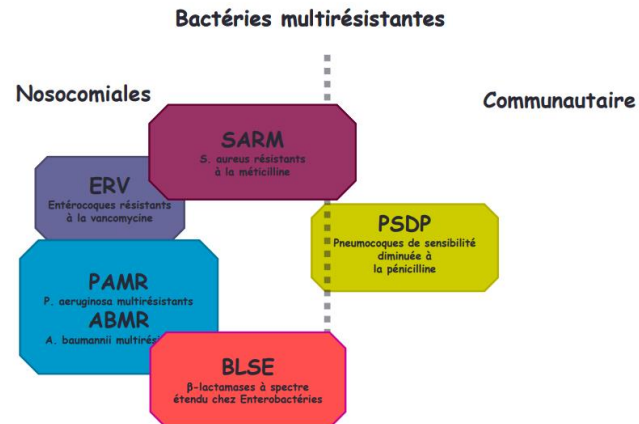 Bactéries multirésistantes
Nosocomiales
Communautaire
SARM
S. aureus résistants
à la méticilline
ERV
Entérocoques résistants
à la vancomycine
PSDP
Pneumocoques de sensibilité
diminuée à
la pénicilline
PAMR
P. aeruginosa multirésistants
ABMR
A. baumannii
BLSE
β-lactamases à spectre
étendu chez Enterobactéries